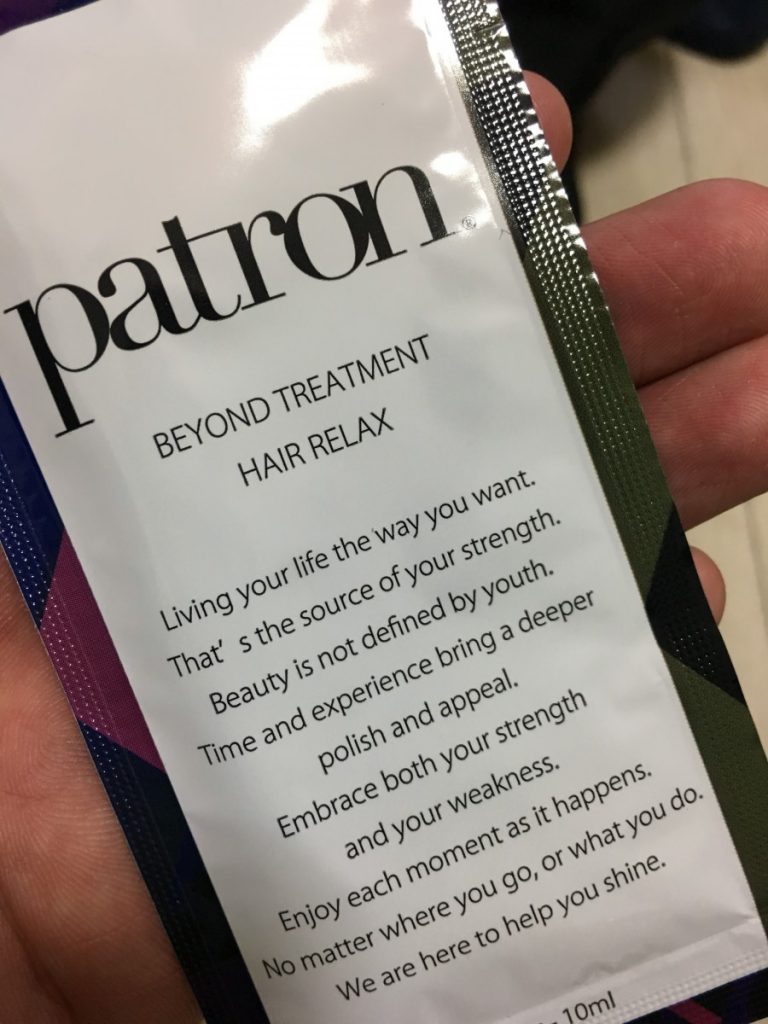 patron®
BEYOND TREATMENT
HAIR RELAX
Living your life the way you want.
That’ s the source of your strength.
Beauty is not defined by youth.
Time and experience bring a deeper
polish and appeal.
Embrace both your strength
and your weakness.
Enjoy each moment as it happens.
No matter where you go, or what you do.
We are here to help you shine.
10ml